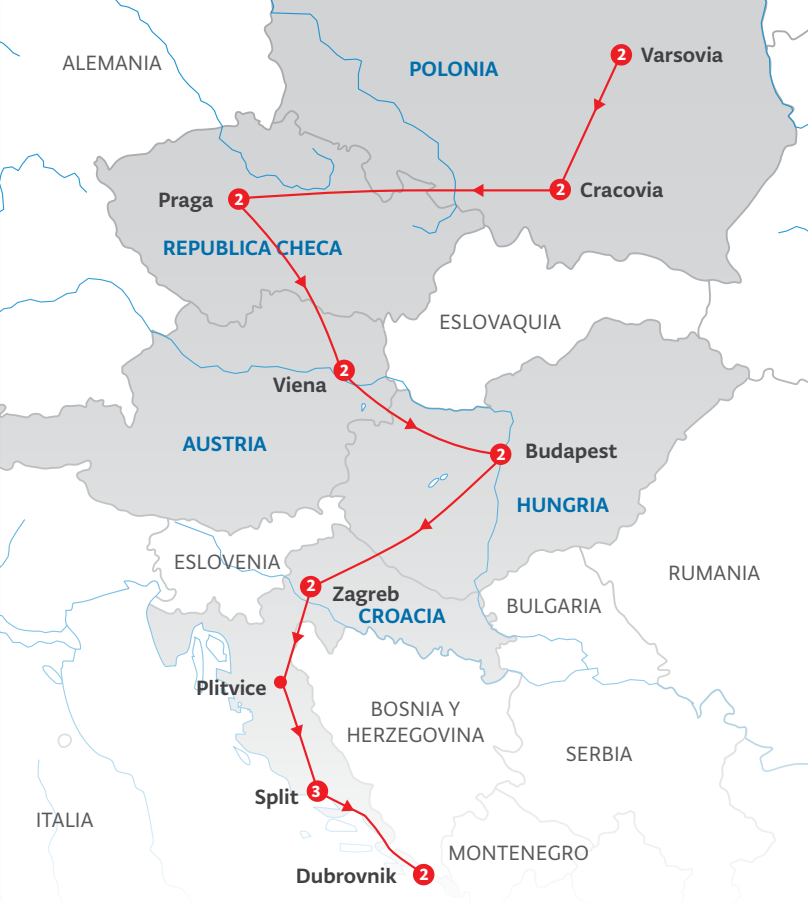 ALEMANIA
POLONIA
2 Varsovia
Praga 2
2 Cracovia
REPUBLICA CHECA
ESLOVAQUIA
2
Viena
AUSTRIA
2 Budapest
HUNGRIA
ESLOVENIA
RUMANIA
2 Zagreb
BULGARIA
CROACIA
Plitvice
BOSNIA Y
HERZEGOVINA
SERBIA
Split 3
ITALIA
MONTENEGRO
Dubrovnik 2